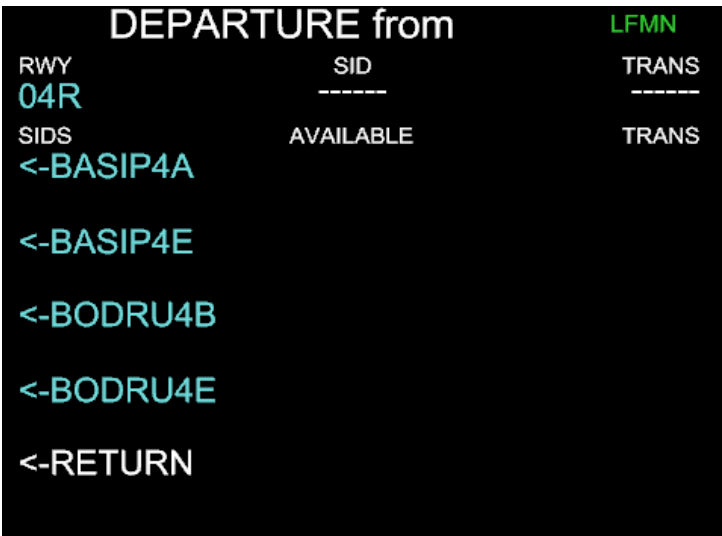 DEPARTURE from LFMN
RWY SID TRANS
04R ------ ------
SIDS AVAILABLE TRANS
<-BASIP4A
<-BASIP4E
<-BODRU4B
<-BODRU4E
<-RETURN